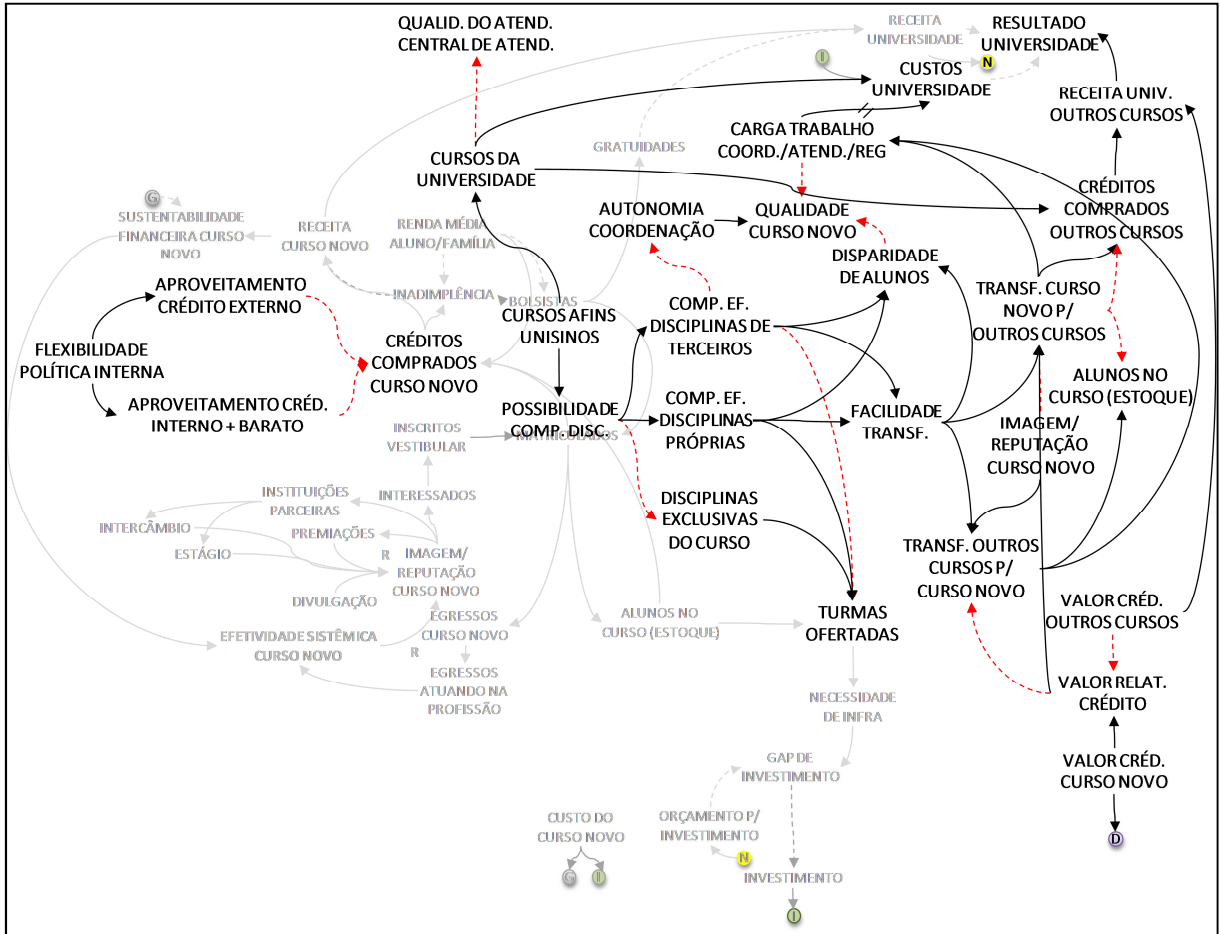 QUALID. DO ATEND.
CENTRAL DE ATEND.
RECEITA
UNIVERSIDADE
RESULTADO
UNIVERSIDADE
I
N
CUSTOS
UNIVERSIDADE
RECEITA UNIV.
OUTROS CURSOS
CARGA TRABALHO
COORD./ATEND./REG
GRATUIDADES
CURSOS DA
UNIVERSIDADE
G
SUSTENTABILIDADE
FINANCEIRA CURSO
NOVO
RECEITA
CURSO NOVO
RENDA MÉDIA
ALUNO/FAMÍLIA
AUTONOMIA
COORDENAÇÃO
QUALIDADE
CURSO NOVO
CRÉDITOS
COMPRADOS
OUTROS CURSOS
DISPARIDADE
DE ALUNOS
APROVEITAMENTO
CRÉDITO EXTERNO
INADIMPLÊNCIA
BOLSISTAS
CURSOS AFINS
UNISINOS
COMP. EF.
DISCIPLINAS DE
TERCEIROS
TRANSF. CURSO
NOVO P/
OUTROS CURSOS
FLEXIBILIDADE
POLÍTICA INTERNA
CRÉDITOS
COMPRADOS
CURSO NOVO
ALUNOS NO
CURSO (ESTOQUE)
APROVEITAMENTO CRÉD.
INTERNO + BARATO
POSSIBILIDADE
COMP. DISC.
MATRICULADOS
COMP. EF.
DISCIPLINAS
PRÓPRIAS
FACILIDADE
TRANSF.
IMAGEM/
REPUTAÇÃO
CURSO NOVO
INSCRITOS
VESTIBULAR
INSTITUIÇÕES
PARCEIRAS
INTERESSADOS
DISCIPLINAS
EXCLUSIVAS
DO CURSO
INTERCÂMBIO
PREMIAÇÕES
ESTÁGIO
R
IMAGEM/
REPUTAÇÃO
CURSO NOVO
TRANSF. OUTROS
CURSOS P/
CURSO NOVO
DIVULGAÇÃO
EGRESSOS
CURSO NOVO
ALUNOS NO
CURSO (ESTOQUE)
TURMAS
OFERTADAS
VALOR CRÉD.
OUTROS CURSOS
EFETIVIDADE SISTÊMICA
CURSO NOVO
R
EGRESSOS
ATUANDO NA
PROFISSÃO
VALOR RELAT.
CRÉDITO
NECESSIDADE
DE INFRA
GAP DE
INVESTIMENTO
VALOR CRÉD.
CURSO NOVO
CUSTO DO
CURSO NOVO
ORÇAMENTO P/
INVESTIMENTO
D
N
G
I
INVESTIMENTO
I